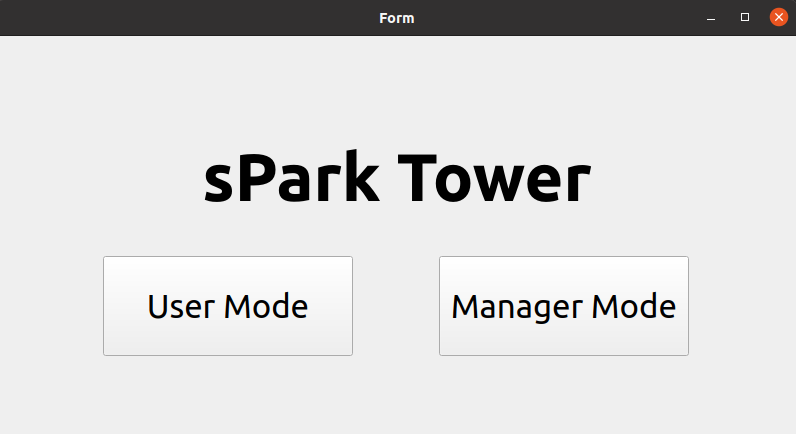 Form
sPark Tower
User Mode
Manager Mode